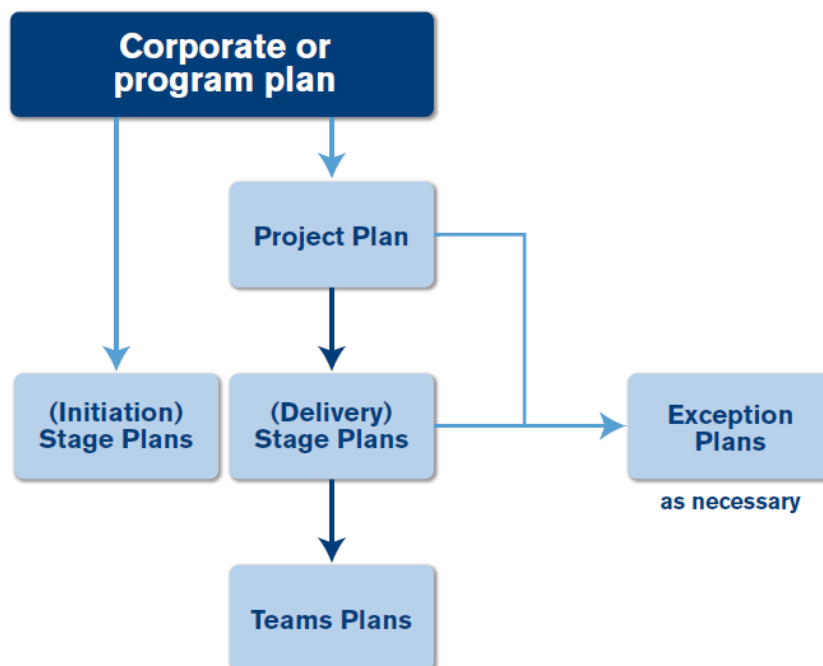 Corporate or
program plan
Project Plan
(Initiation)
Stage Plans
(Delivery)
Stage Plans
Exception
Plans
as necessary
Teams Plans